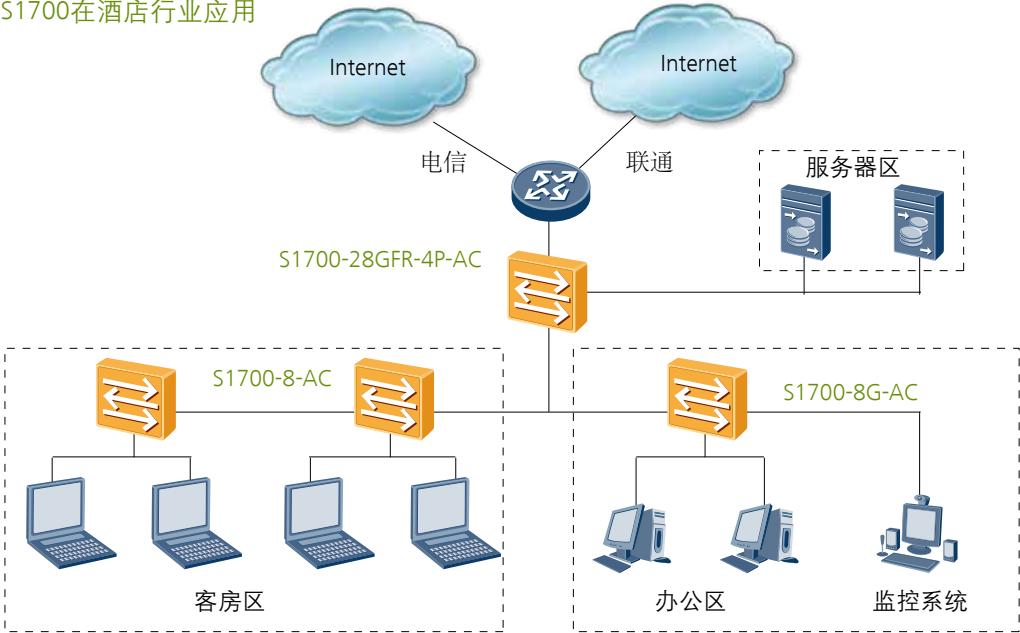 S1700在酒店行业应用
Internet
Internet
电信
联通
服务器区
S1700-28GFR-4P-AC
S1700-8-AC
S1700-8G-AC
客房区
办公区
监控系统